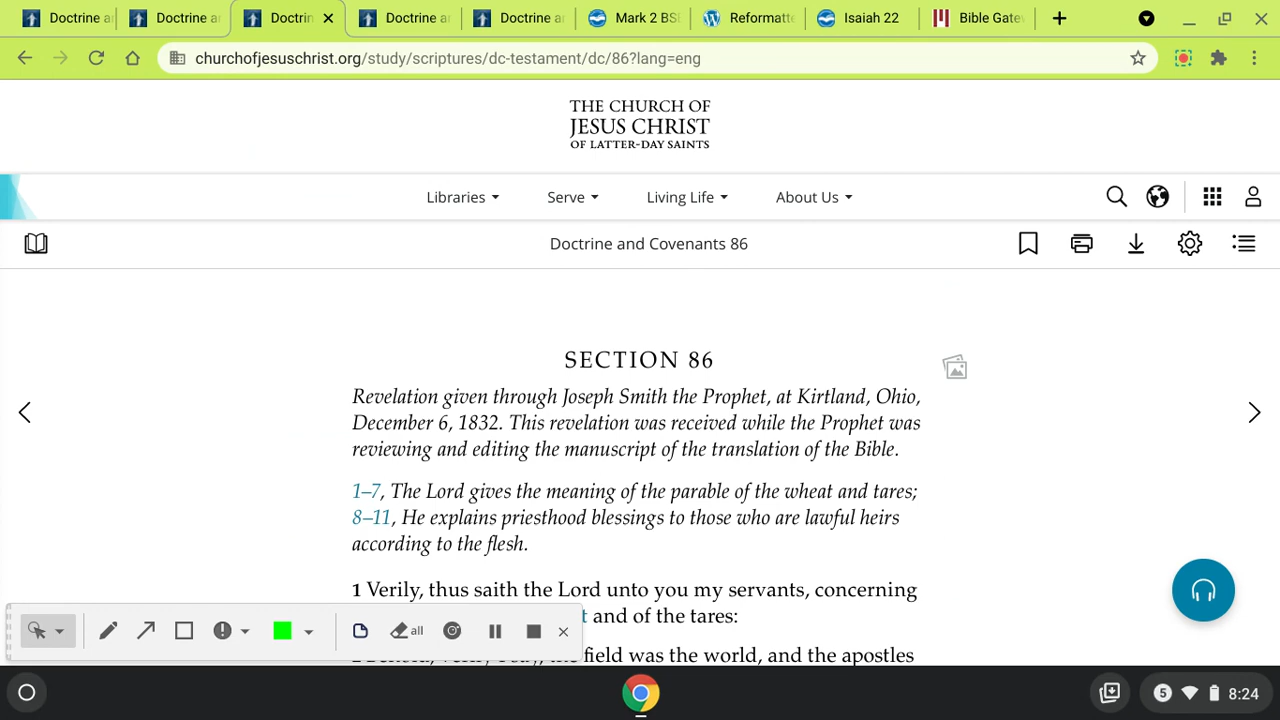 Doctrine a
Doctrine a
Doctrin
Doctrine a
Doctrine a
Mark 2 BS
Reformatt
Isaiah 22
Bible Gate
churchofjesuschrist.org/study/scriptures/dc-testament/dc/86?lang=eng
THE CHURCH OF
JESUS CHRIST
OF LATTER-DAY SAINTS
Libraries
Serve
Living Life
About Us
Doctrine and Covenants 86
SECTION 86
Revelation given through Joseph Smith the Prophet, at Kirtland, Ohio,
December 6, 1832. This revelation was received while the Prophet was
reviewing and editing the manuscript of the translation of the Bible.
1–7, The Lord gives the meaning of the parable of the wheat and tares;
8–11, He explains priesthood blessings to those who are lawful heirs
according to the flesh.
1 Verily, thus saith the Lord unto you my servants, concerning
and of the tares:
field was the world, and the apostles
all
5
8:24